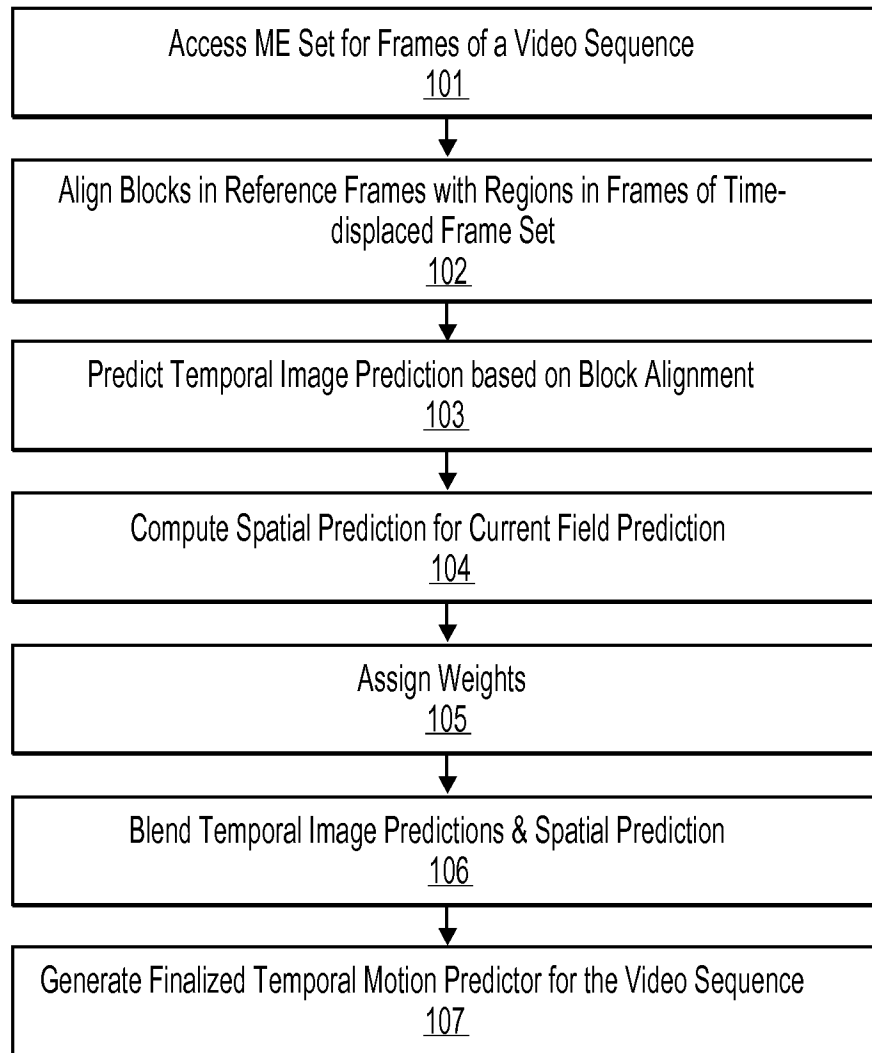 Access ME Set for Frames of a Video Sequence
101
Align Blocks in Reference Frames with Regions in Frames of Time-
displaced Frame Set
102
Predict Temporal Image Prediction based on Block Alignment
103
Compute Spatial Prediction for Current Field Prediction
104
Assign Weights
105
Blend Temporal Image Predictions & Spatial Prediction
106
Generate Finalized Temporal Motion Predictor for the Video Sequence
107